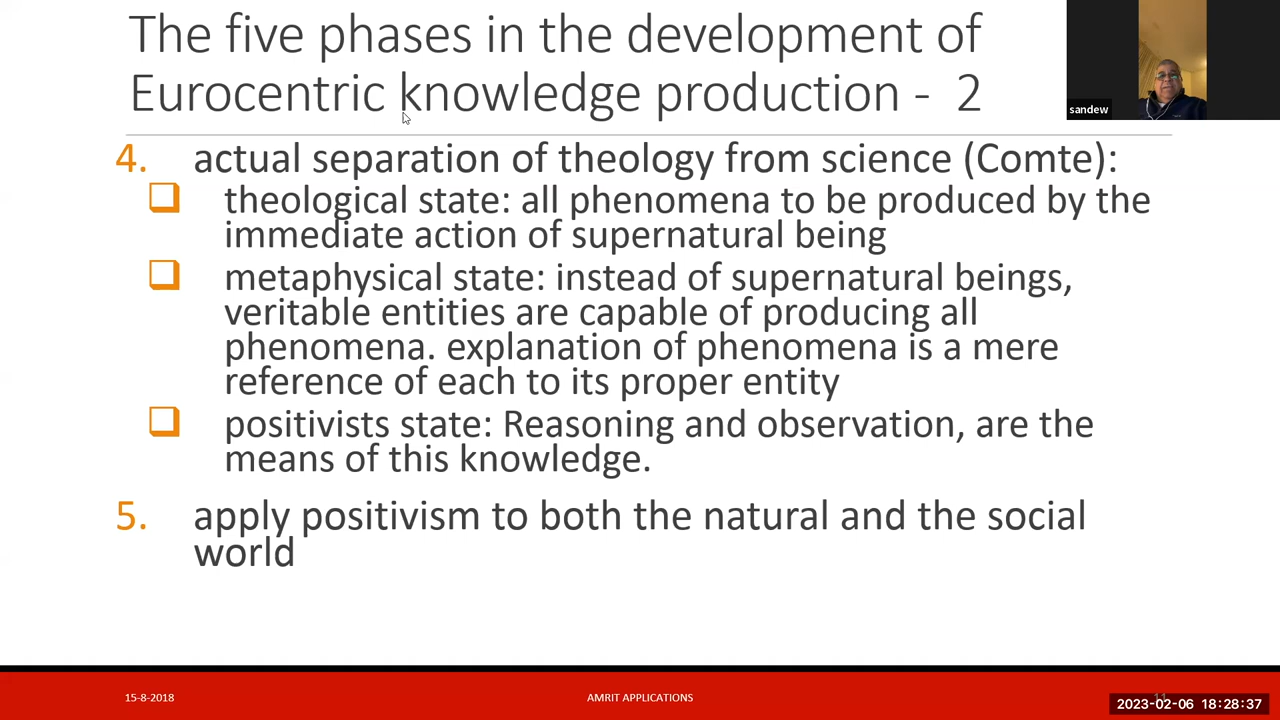 The five phases in the development of
Eurocentric knowledge production - 2
sandew
4. actual separation of theology from science (Comte):
theological state: all phenomena to be produced by the
immediate action of supernatural being
metaphysical state: instead of supernatural beings,
veritable entities are capable of producing all
phenomena. explanation of phenomena is a mere
reference of each to its proper entity
positivists state: Reasoning and observation, are the
means of this knowledge.
5. apply positivism to both the natural and the social
world
15-8-2018
AMRIT APPLICATIONS
2023-02-06 18:28:37